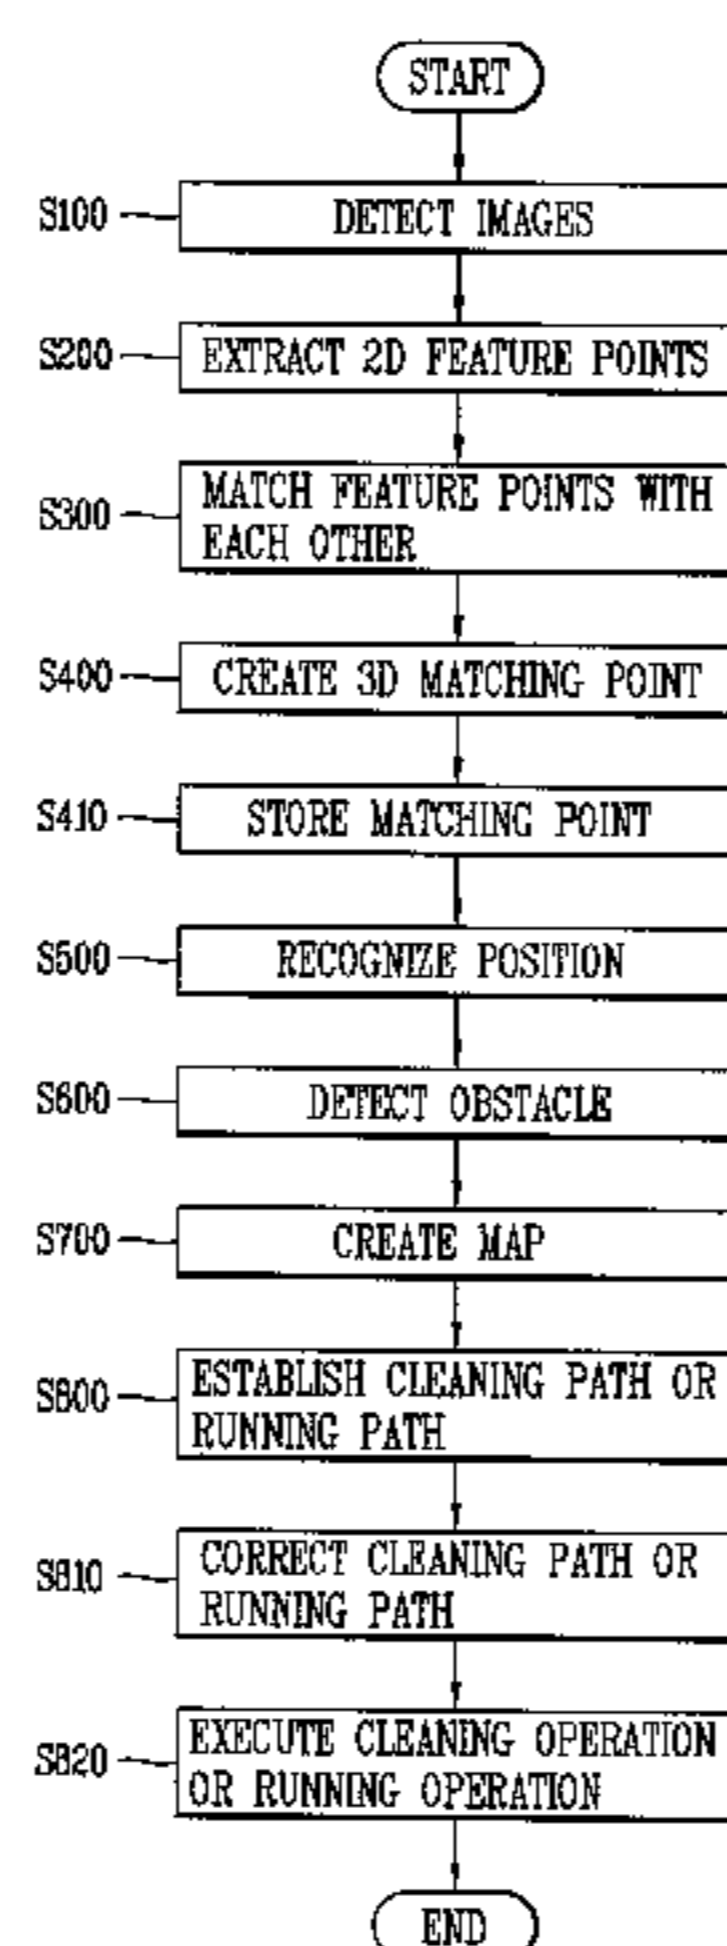 START
S100
DETECT IMAGES
S200
EXTRACT 2D FEATURE POINTS
S300
MATCH FEATURE POINTS WITH
EACH OTHER
S400
CREATE 3D MATCHING POINT
S410
STORE MATCHING POINT
S500
RECOGNIZE POSITION
S600
DETECT OBSTACLE
S700
CREATE MAP
S800
ESTABLISH CLEANING PATH OR
RUNNING PATH
S810
CORRECT CLEANING PATH OR
RUNNING PATH
S820
EXECUTE CLEANING OPERATION
OR RUNNING OPERATION
END